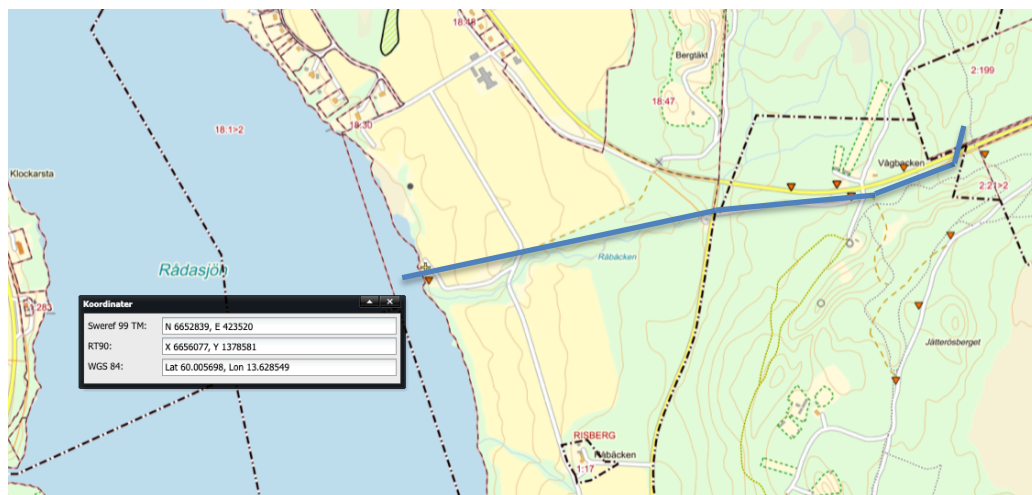 18:48
Bergtäkt
2:199
18:47
18:30
18:1>2
Vågbacken
Klockarsta
2:21>2
Råbäcken
Rådasjön
Koordinater
Sweref 99 TM: N 6652839, E 423520
RT90: X 6656077, Y 1378581
WGS 84: Lat 60.005698, Lon 13.628549
Jätterösberget
RISBERG
Råbäcken
1:17